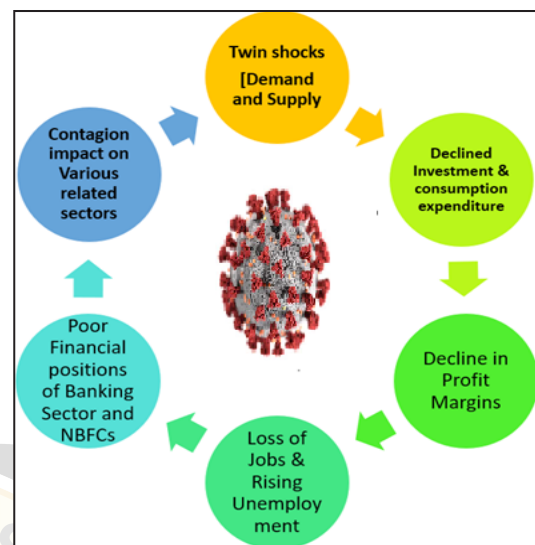 Twin shocks
[Demand
and Supply
Declined
Investment &
consumption
expenditure
Decline in
Profit
Margins
Loss of
Jobs &
Rising
Unemploy
ment
Poor
Financial
positions
of Banking
Sector and
NBFCs
Contagion
impact on
Various
related
sectors